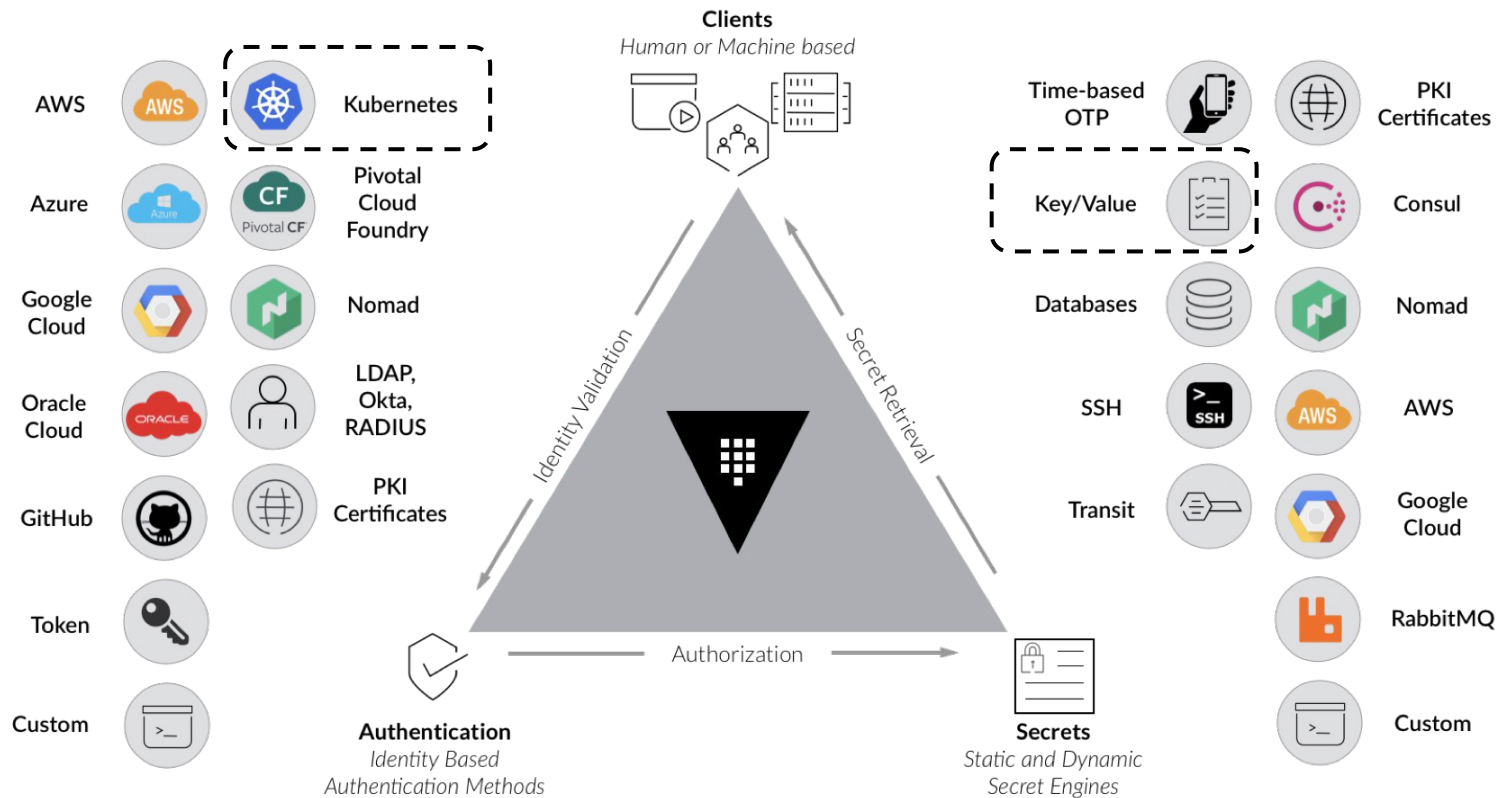 Clients
Human or Machine based
AWS
AWS
Kubernetes
Azure
Azure
CF
Pivotal CF
Pivotal
Cloud
Foundry
Google
Cloud
Nomad
Oracle
Cloud
ORACLE
LDAP,
Okta,
RADIUS
GitHub
PKI
Certificates
Token
Custom
>_
Identity Validation
Secret Retrieval
Authorization
Authentication
Identity Based
Authentication Methods
Secrets
Static and Dynamic
Secret Engines
Time-based
OTP
PKI
Certificates
Key/Value
Consul
Databases
Nomad
SSH
>_
SSH
AWS
AWS
Transit
Google
Cloud
RabbitMQ
>_
Custom